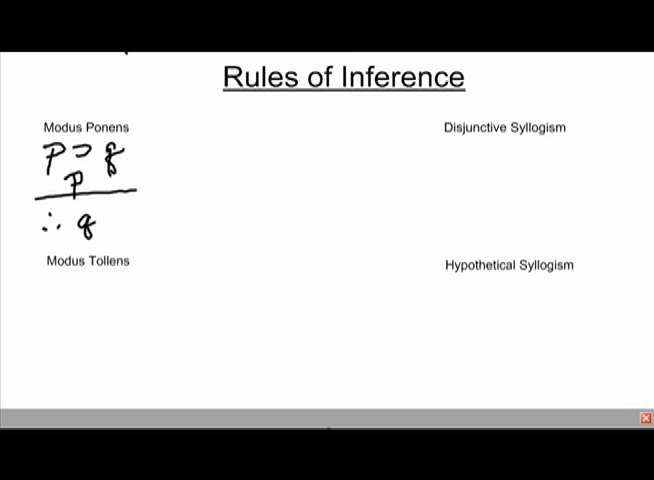 Rules of Inference
Modus Ponens
p ⊃ q
p
∴ q
Disjunctive Syllogism
Modus Tollens
Hypothetical Syllogism